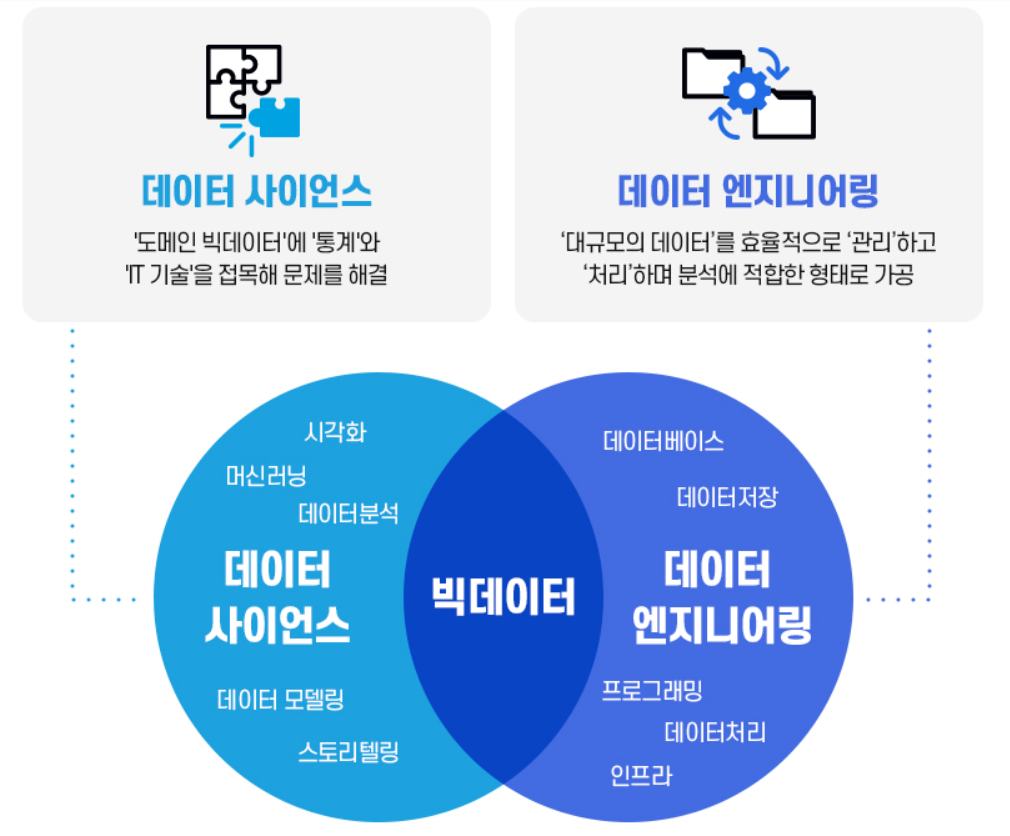 데이터 사이언스
'도메인 빅데이터'에 '통계'와
'IT 기술'을 접목해 문제를 해결
데이터 엔지니어링
‘대규모의 데이터’를 효율적으로 ‘관리’하고
‘처리’하며 분석에 적합한 형태로 가공
시각화
머신러닝
데이터분석
데이터
사이언스
데이터 모델링
스토리텔링
빅데이터
데이터베이스
데이터저장
데이터
엔지니어링
프로그래밍
데이터처리
인프라